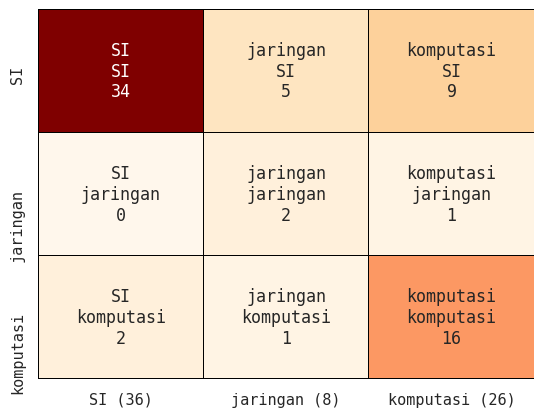 SI
SI
SI
34
jaringan
SI
5
komputasi
SI
9
jaringan
SI
jaringan
0
jaringan
jaringan
2
komputasi
jaringan
1
komputasi
SI
komputasi
2
jaringan
komputasi
1
komputasi
komputasi
16
SI (36)
jaringan (8)
komputasi (26)